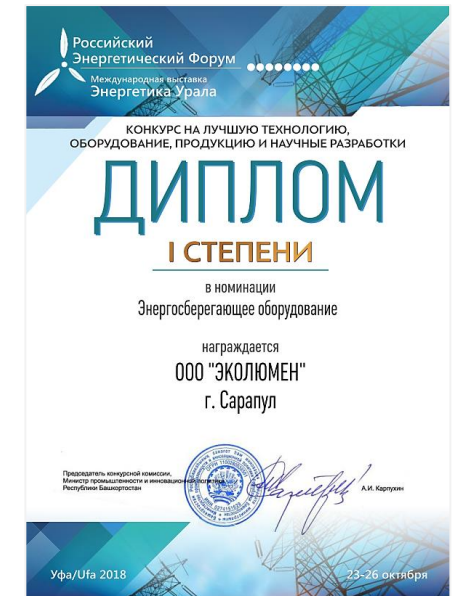 Российский
Энергетический Форум
Международная выставка
Энергетика Урала
КОНКУРС НА ЛУЧШУЮ ТЕХНОЛОГИЮ,
ОБОРУДОВАНИЕ, ПРОДУКЦИЮ И НАУЧНЫЕ РАЗРАБОТКИ
ДИПЛОМ
I СТЕПЕНИ
в номинации
Энергосберегающее оборудование
награждается
ООО "ЭКОЛЮМЕН"
г. Сарапул
Председатель конкурсной комиссии,
Министр промышленности и инновационной политики
Республики Башкортостан
А.И. Карпухин
Уфа/Ufa 2018
23-26 октября